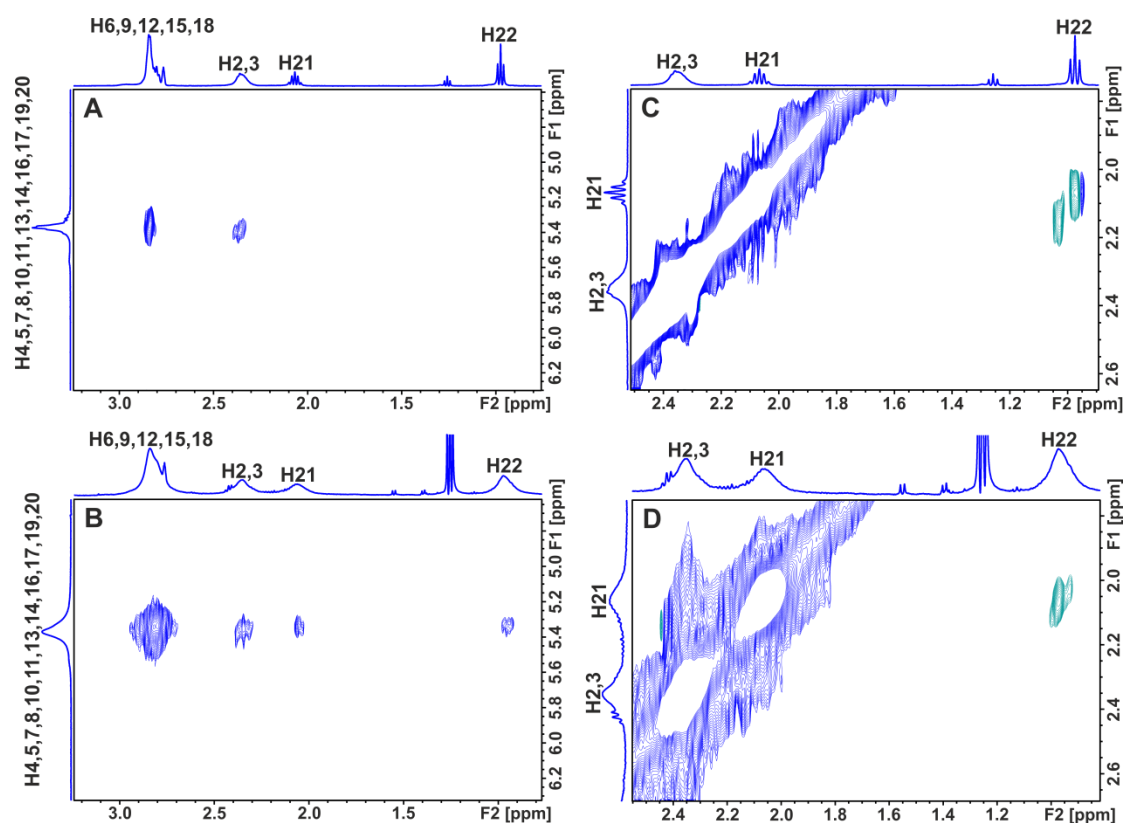 H6,9,12,15,18
H2,3
H21
H22
A
H4,5,7,8,10,11,13,14,16,17,19,20
F1 [ppm]
5.0
5.2
5.4
5.6
5.8
6.0
6.2
3.0
2.5
2.0
1.5
F2 [ppm]
H2,3
H21
H22
C
H21
H2,3
F1 [ppm]
2.0
2.2
2.4
2.6
2.4
2.2
2.0
1.8
1.6
1.4
1.2
F2 [ppm]
H6,9,12,15,18
H2,3
H21
H22
B
H4,5,7,8,10,11,13,14,16,17,19,20
F1 [ppm]
5.0
5.2
5.4
5.6
5.8
6.0
6.2
3.0
2.5
2.0
1.5
F2 [ppm]
H2,3
H21
H22
D
H21
H2,3
F1 [ppm]
2.0
2.2
2.4
2.6
2.4
2.2
2.0
1.8
1.6
1.4
1.2
F2 [ppm]